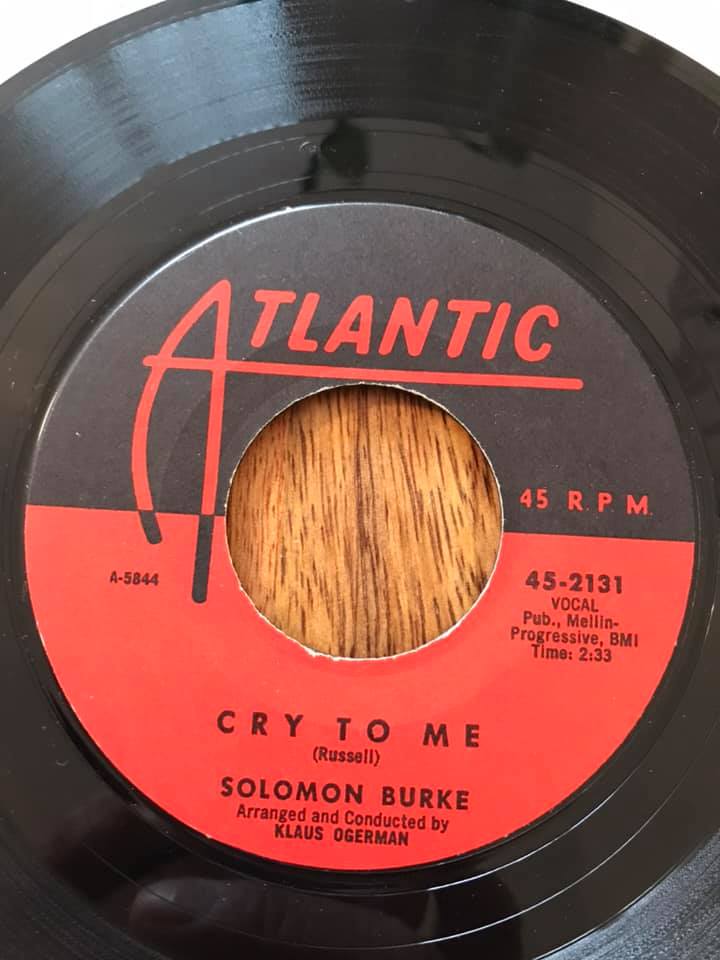 ATLANTIC
45 R.P.M.
A-5844
45-2131
VOCAL
Pub., Mellin-
Progressive, BMI
Time: 2:33
CRY TO ME
(Russell)
SOLOMON BURKE
Arranged and Conducted by
KLAUS OGERMAN